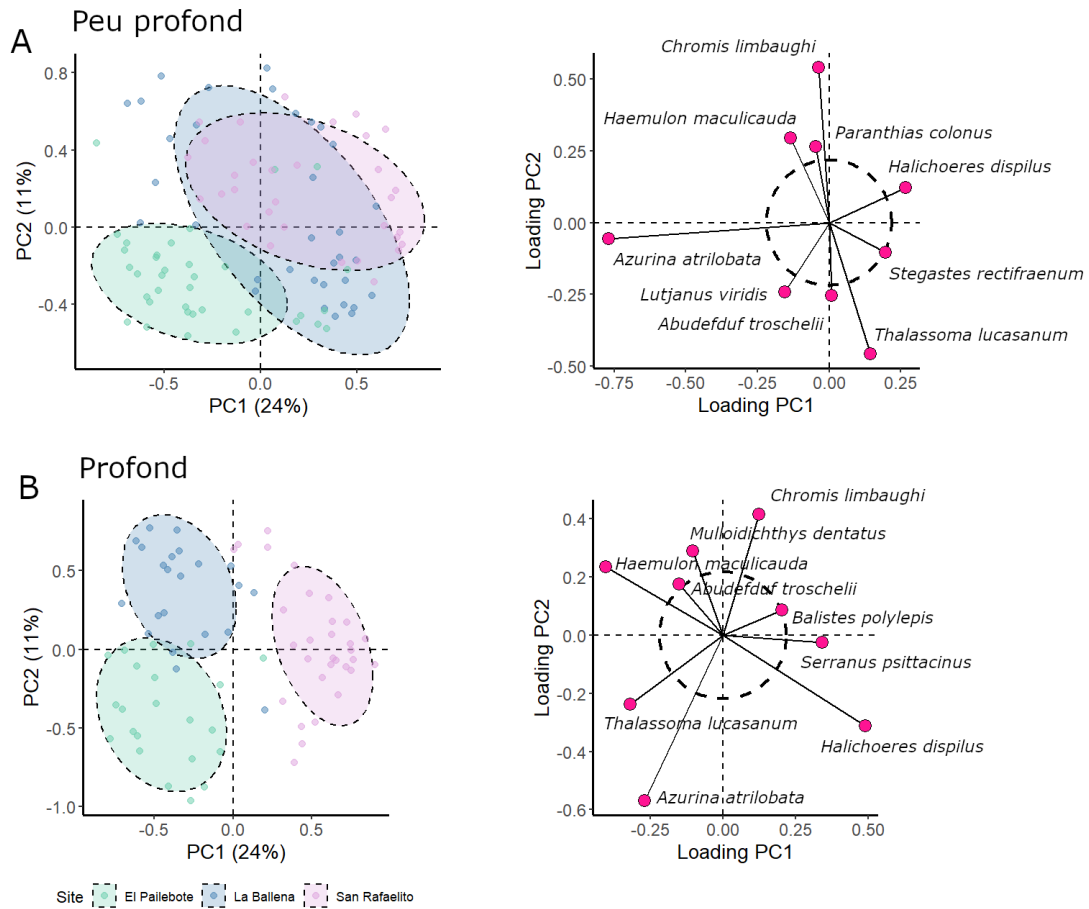 Peu profond
A
0.8
0.4
0.0
-0.4
PC2 (11%)
-0.5
0.0
0.5
PC1 (24%)
Chromis limbaughi
Haemulon maculicauda
Paranthias colonus
Halichoeres dispilus
Azurina atrilobata
Stegastes rectifraenum
Lutjanus viridis
Abudefduf troschelii
Thalassoma lucasanum
0.50
0.25
0.00
-0.25
-0.50
Loading PC2
-0.75
-0.50
-0.25
0.00
0.25
Loading PC1
Profond
B
0.5
0.0
-0.5
-1.0
PC2 (11%)
-0.5
0.0
0.5
PC1 (24%)
Chromis limbaughi
Mulloidichthys dentatus
Haemulon maculicauda
Abudefduf troschelii
Balistes polylepis
Serranus psittacinus
Thalassoma lucasanum
Halichoeres dispilus
Azurina atrilobata
0.4
0.2
0.0
-0.2
-0.4
-0.6
Loading PC2
-0.25
0.00
0.25
0.50
Loading PC1
Site El Pailebote La Ballena San Rafaelito